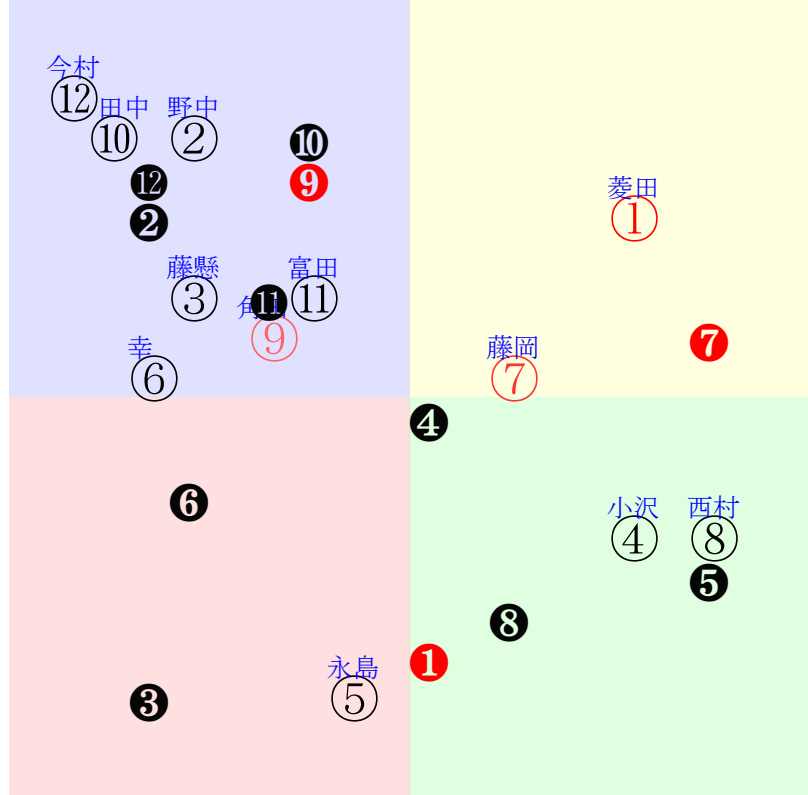 今村
⑫
田中
⑩
野中
②
❿
⓬
❾
❷
菱田
①
藤懸
③
富田
⑪
⓫
⑨
❼
幸
⑥
藤岡
⑦
❹
❻
小沢
④
西村
⑧
❺
❽
❶
永島
⑤
❸